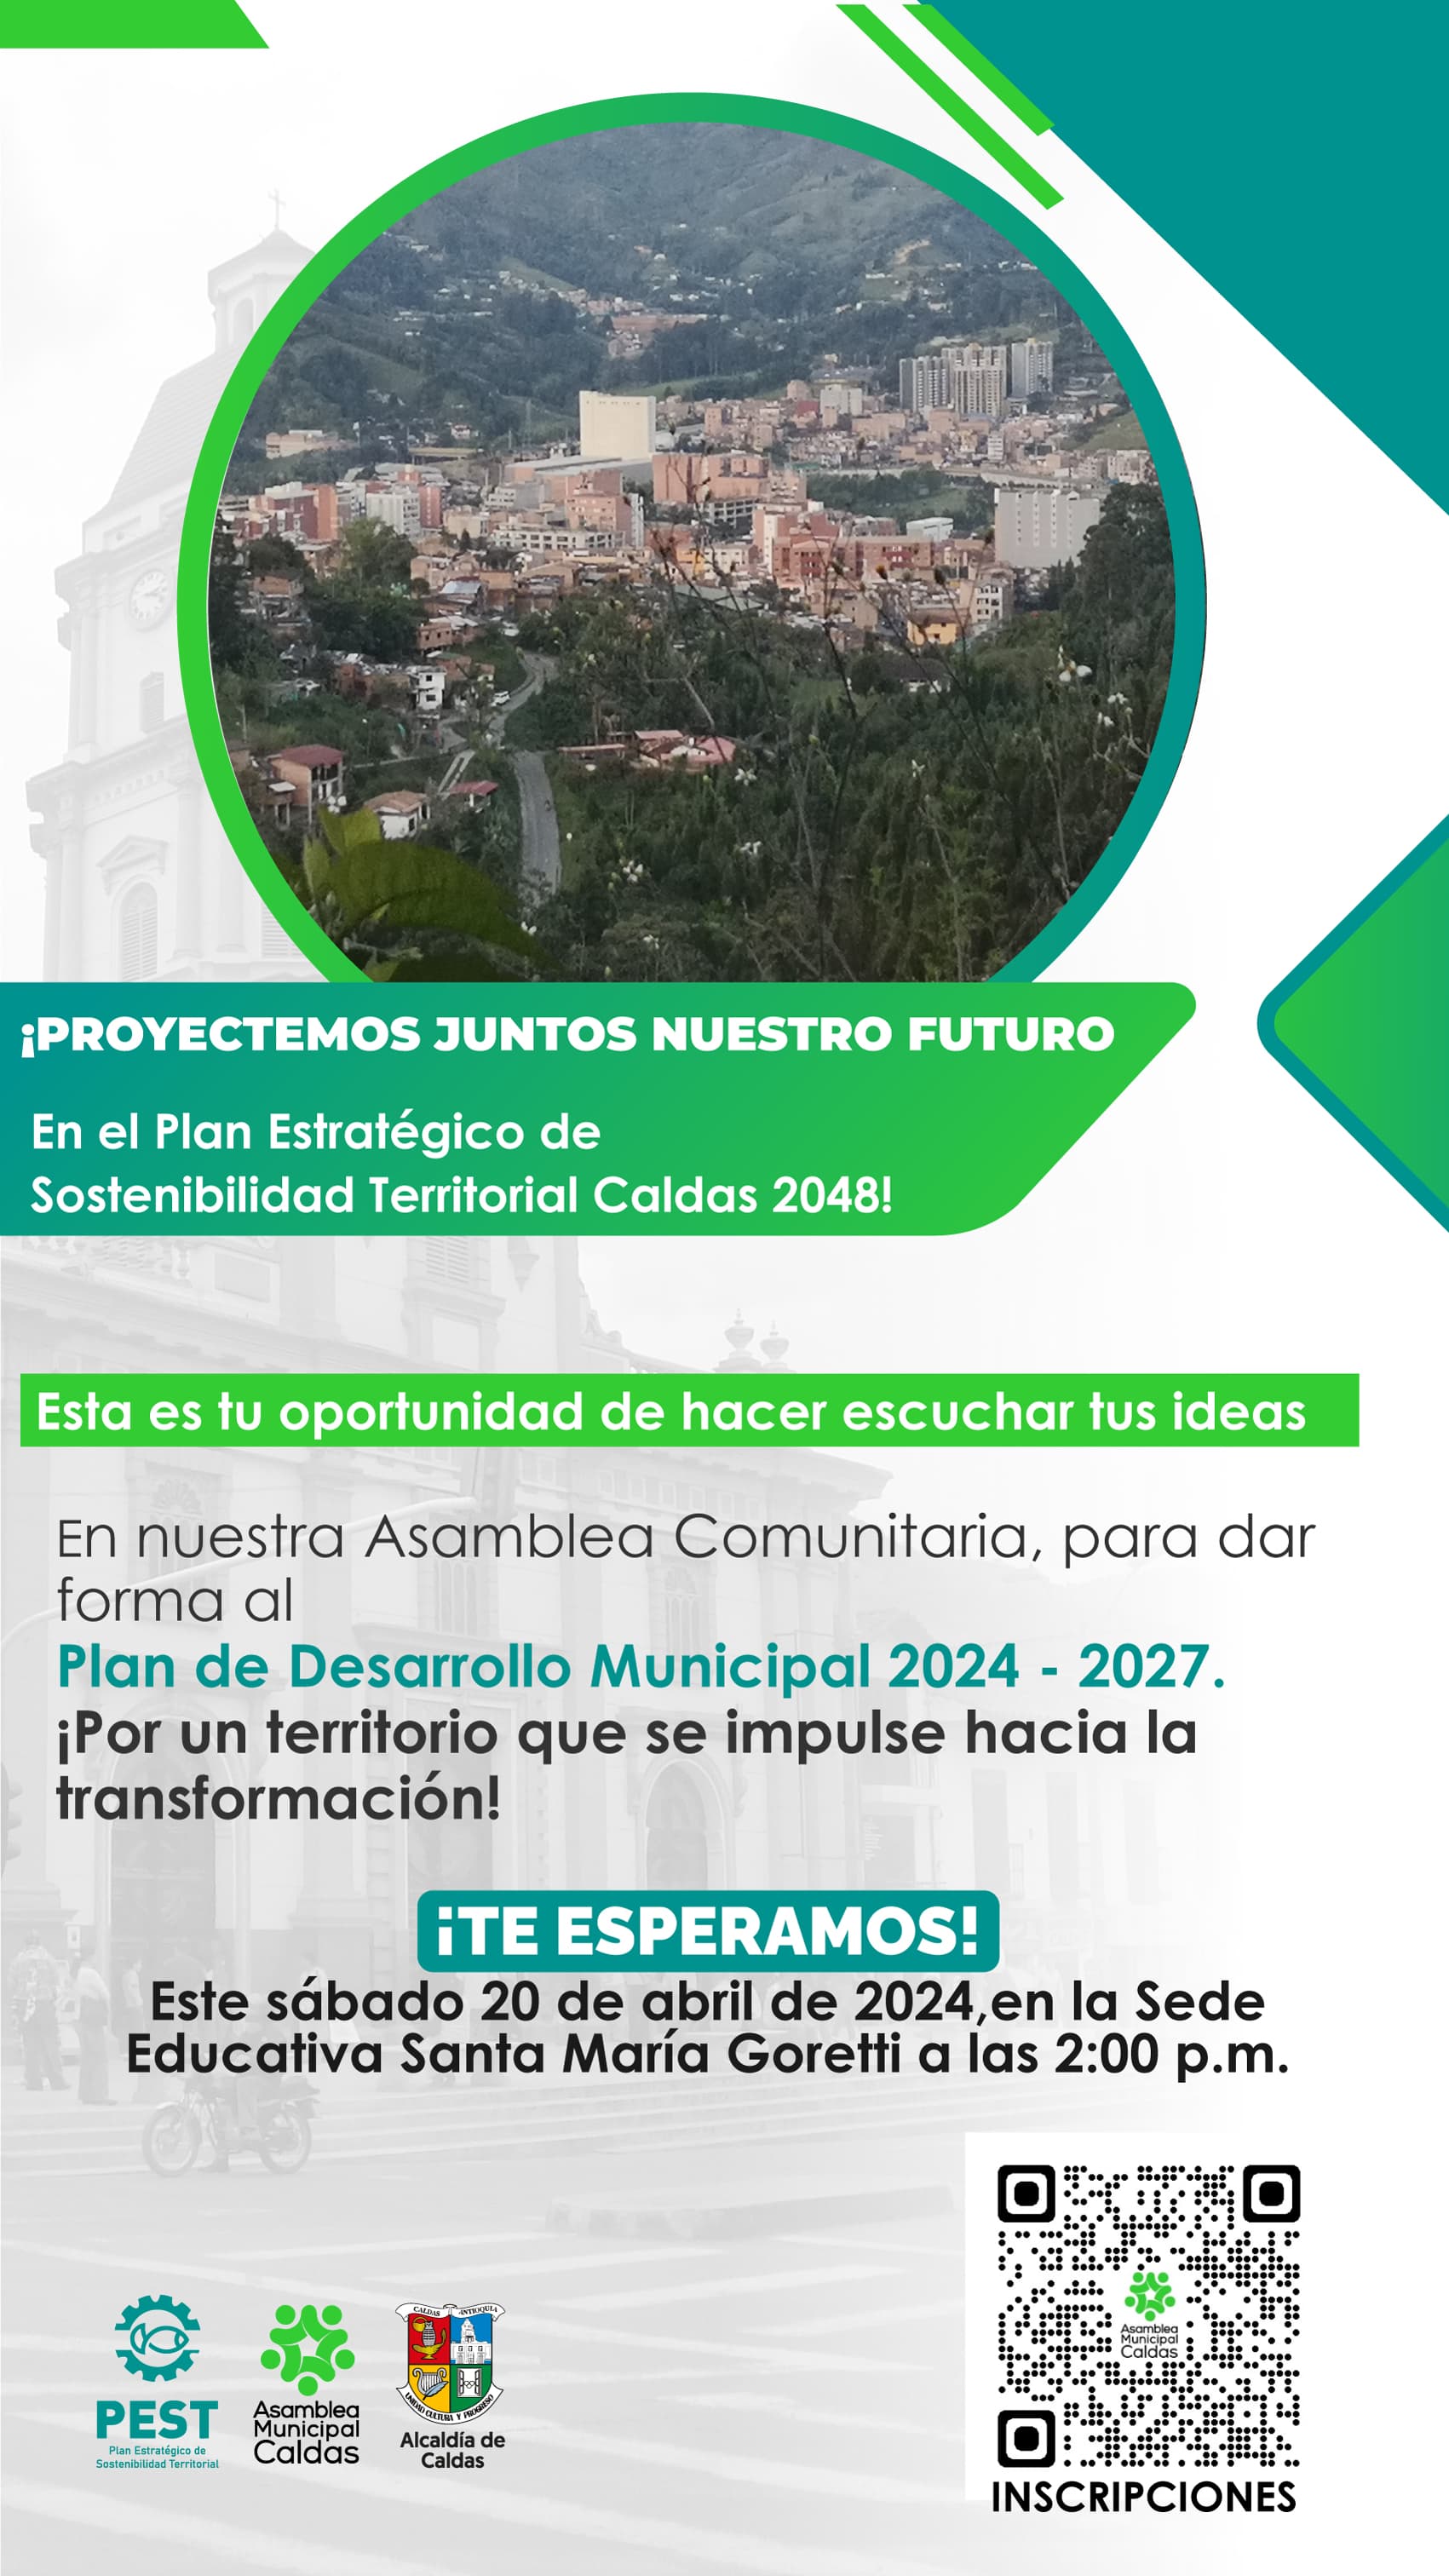 ¡PROYECTEMOS JUNTOS NUESTRO FUTURO
En el Plan Estratégico de
Sostenibilidad Territorial Caldas 2048!
Esta es tu oportunidad de hacer escuchar tus ideas
En nuestra Asamblea Comunitaria, para dar
forma al
Plan de Desarrollo Municipal 2024 - 2027.
¡Por un territorio que se impulse hacia la
transformación!
¡TE ESPERAMOS!
Este sábado 20 de abril de 2024,en la Sede
Educativa Santa María Goretti a las 2:00 p.m.
PEST
Plan Estratégico de
Sostenibilidad Territorial
Asamblea
Municipal
Caldas
CALDAS -ANTIOQUIA
UNIDAD CULTURA Y PROGRESO
Alcaldía de
Caldas
Asamblea
Municipal
Caldas
INSCRIPCIONES